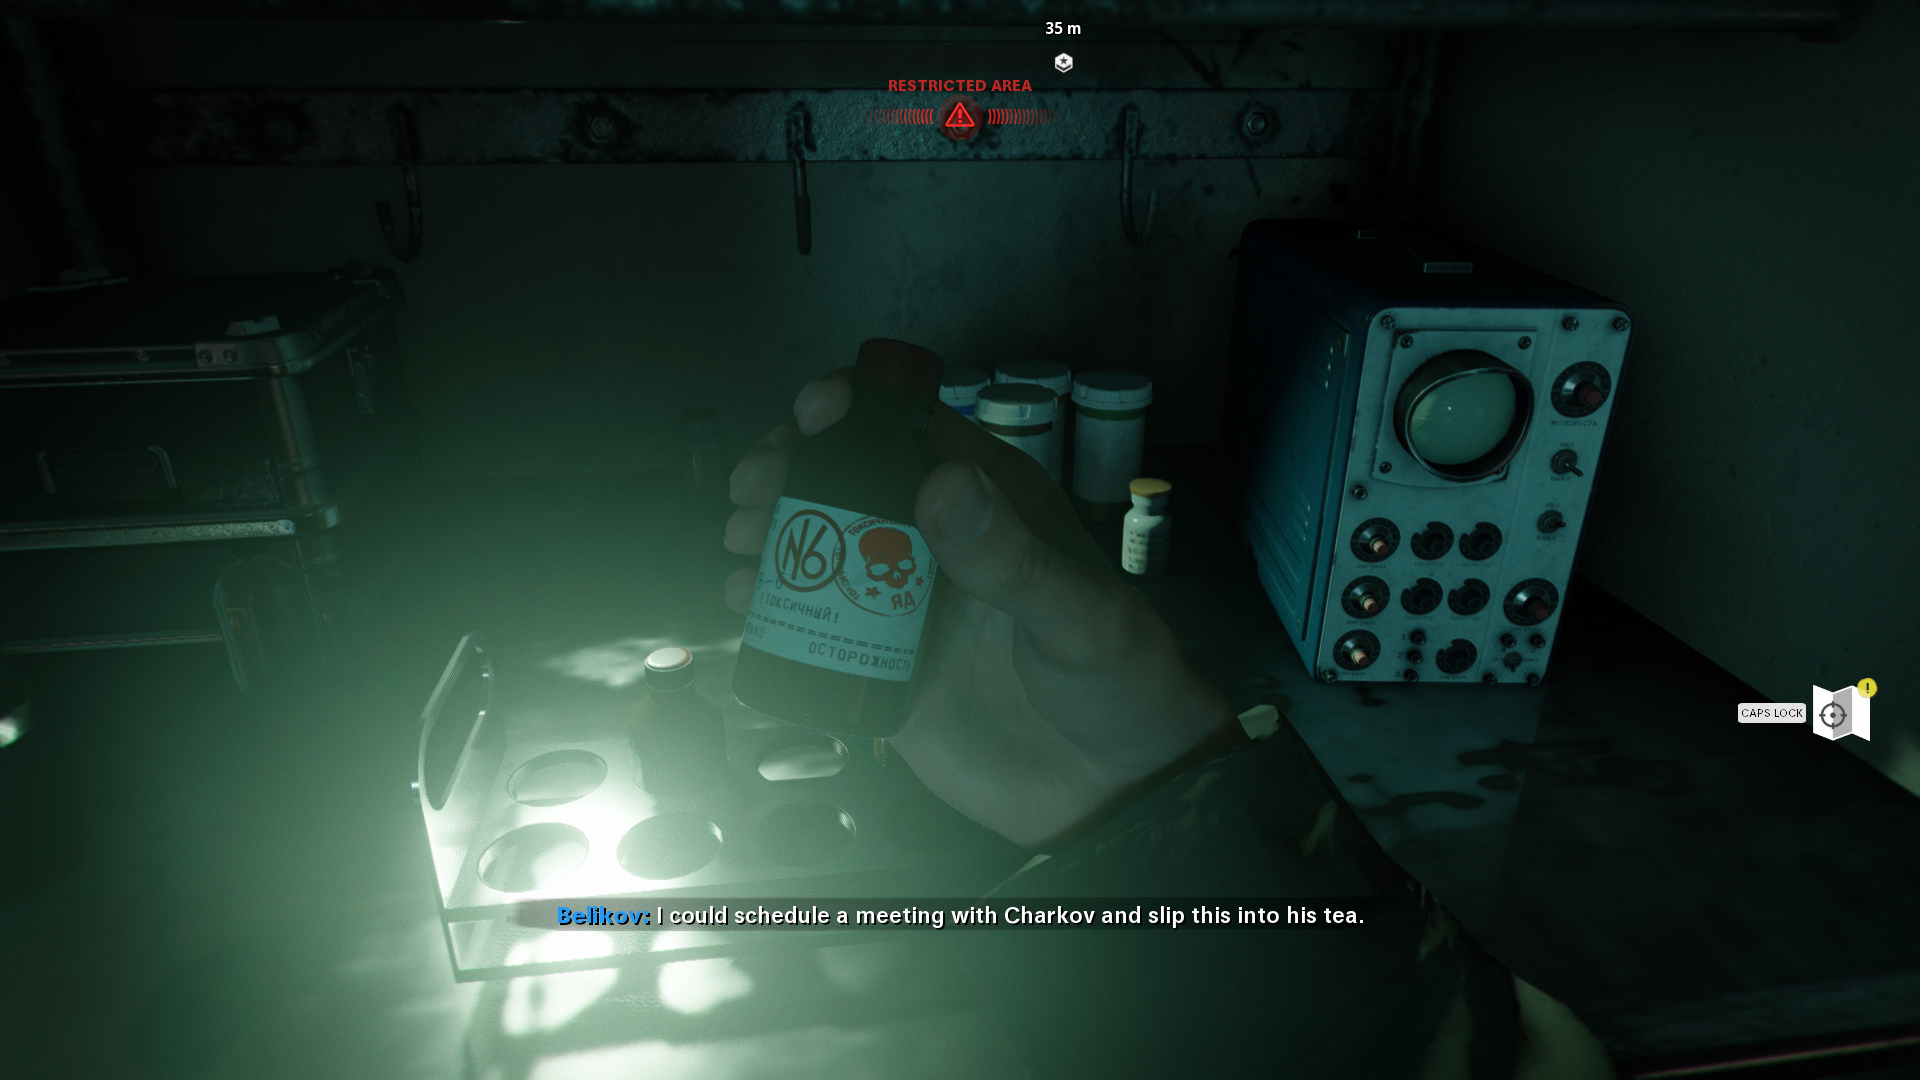 35 m
RESTRICTED AREA
МОЩНОСТЬ
N6
ЯД
ТОКСИЧНЫЙ!
ОСТОРОЖНОСТЬ
CAPS LOCK
!
Belikov: I could schedule a meeting with Charkov and slip this into his tea.